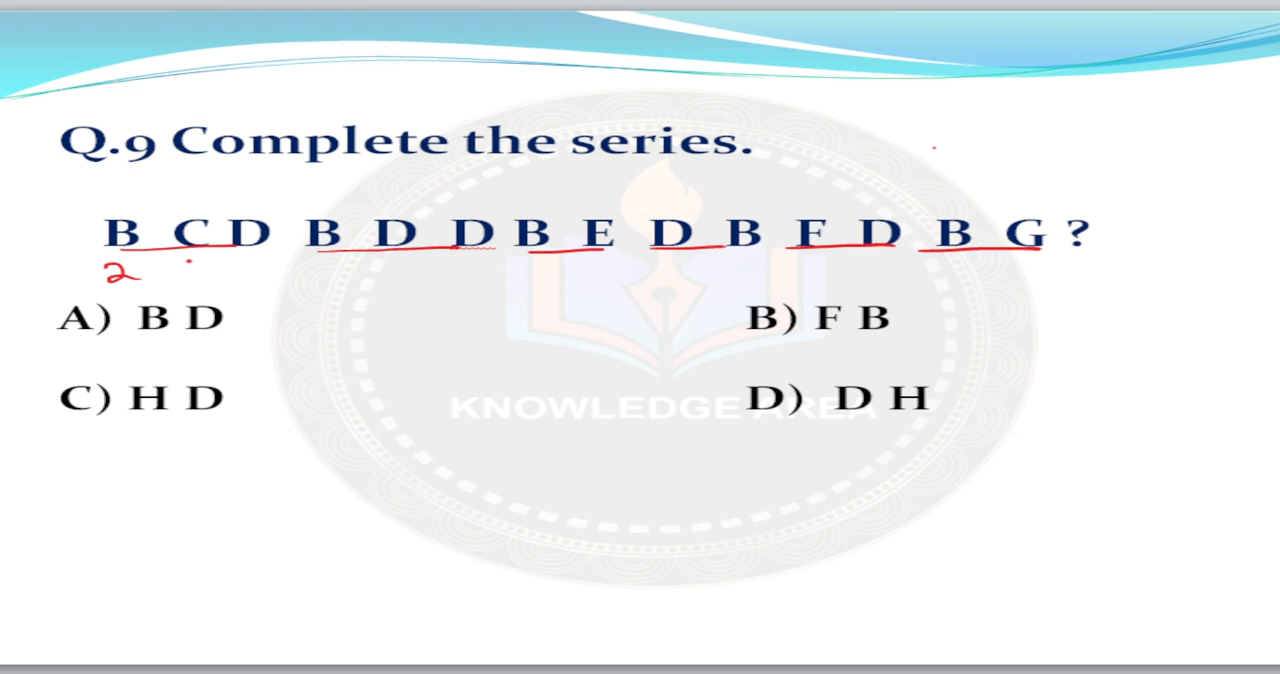 Q.9 Complete the series.
B C D B D D B E D B F D B G ?
2
A) B D
B) F B
C) H D
D) D H
KNOWLEDGE AREA